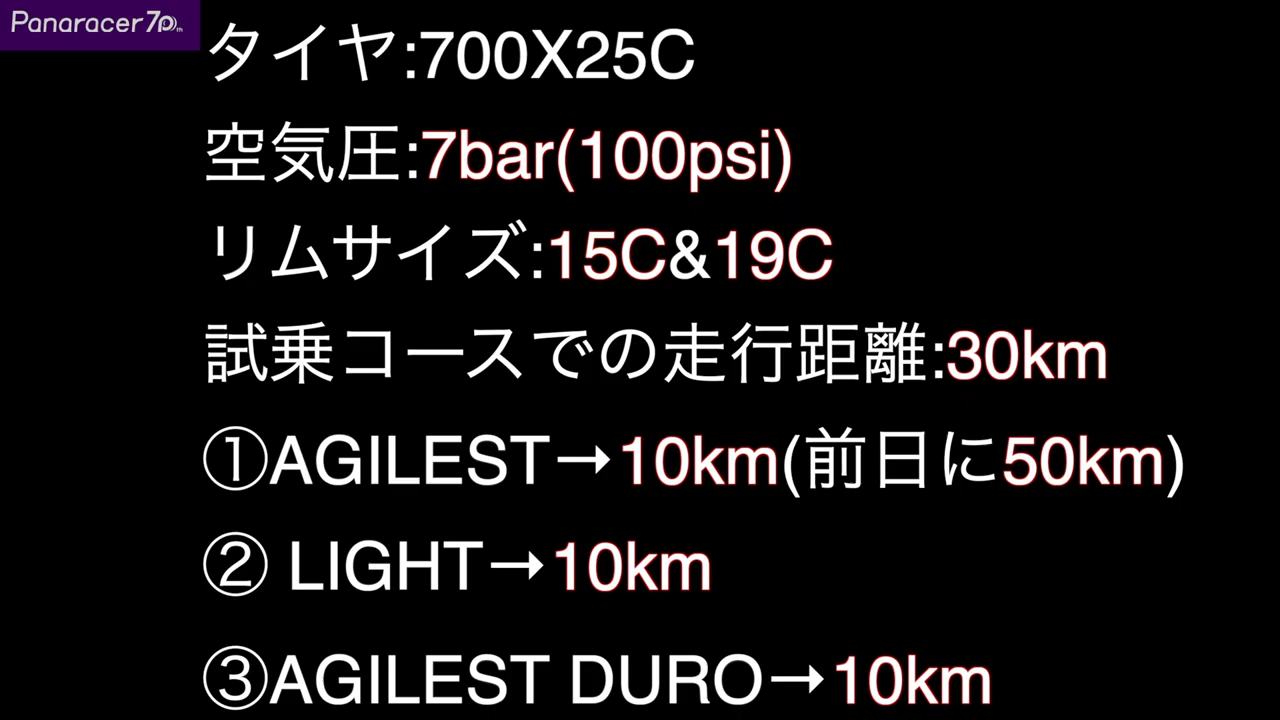 Panaracer 70th
タイヤ:700X25C
空気圧:7bar(100psi)
リムサイズ:15C&19C
試乗コースでの走行距離:30km
①AGILEST→10km(前日に50km)
② LIGHT→10km
③AGILEST DURO→10km